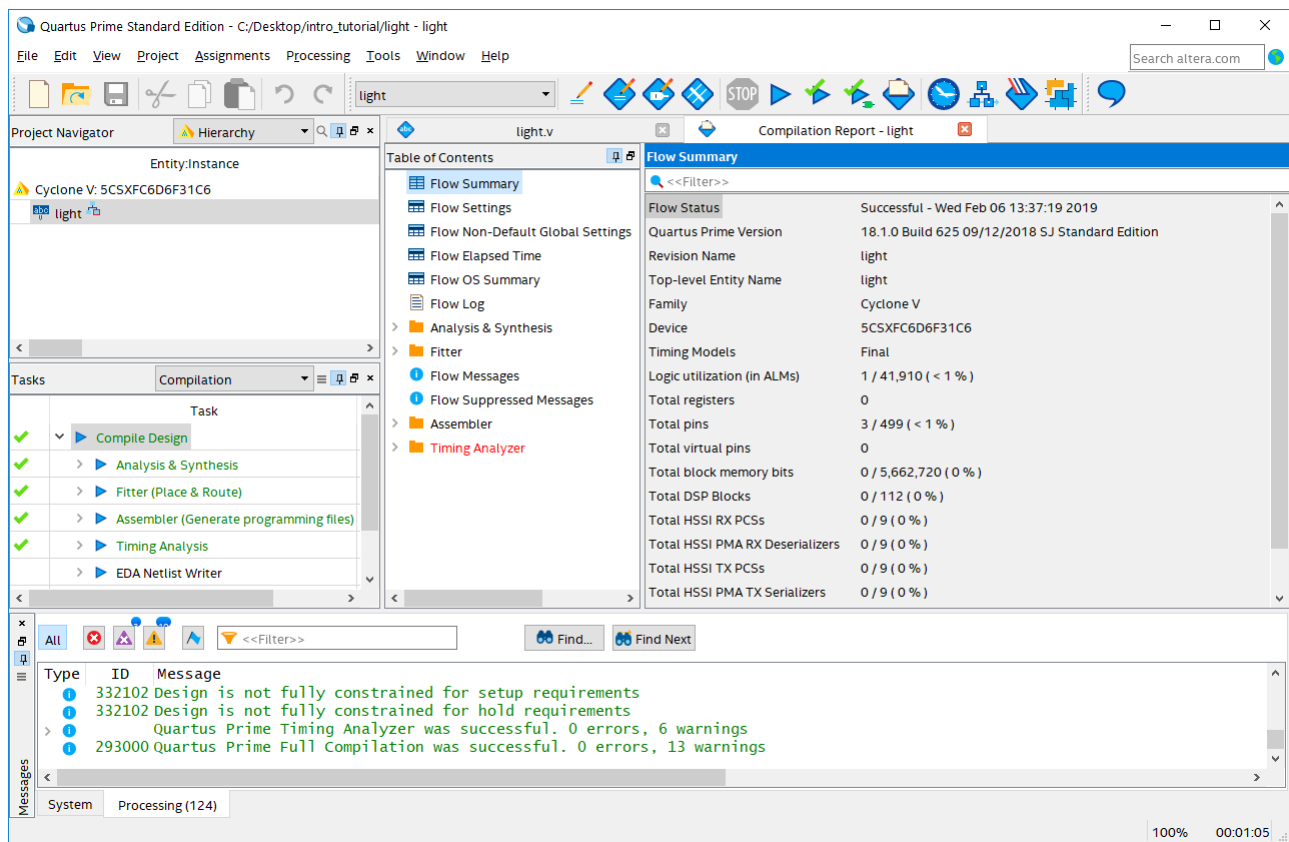 Quartus Prime Standard Edition - C:/Desktop/intro_tutorial/light - light
File Edit View Project Assignments Processing Tools Window Help
Search altera.com
light
STOP
Project Navigator Hierarchy
Entity:Instance
Cyclone V: 5CSXFC6D6F31C6
abc light
Tasks Compilation
Task
Compile Design
Analysis & Synthesis
Fitter (Place & Route)
Assembler (Generate programming files)
Timing Analysis
EDA Netlist Writer
light.v
Compilation Report - light
Table of Contents
Flow Summary
Flow Settings
Flow Non-Default Global Settings
Flow Elapsed Time
Flow OS Summary
Flow Log
Analysis & Synthesis
Fitter
Flow Messages
Flow Suppressed Messages
Assembler
Timing Analyzer
Flow Summary
<<Filter>>
Flow Status Successful - Wed Feb 06 13:37:19 2019
Quartus Prime Version 18.1.0 Build 625 09/12/2018 SJ Standard Edition
Revision Name light
Top-level Entity Name light
Family Cyclone V
Device 5CSXFC6D6F31C6
Timing Models Final
Logic utilization (in ALMs) 1 / 41,910 ( < 1 % )
Total registers 0
Total pins 3 / 499 ( < 1 % )
Total virtual pins 0
Total block memory bits 0 / 5,662,720 ( 0 % )
Total DSP Blocks 0 / 112 ( 0 % )
Total HSSI RX PCSs 0 / 9 ( 0 % )
Total HSSI PMA RX Deserializers 0 / 9 ( 0 % )
Total HSSI TX PCSs 0 / 9 ( 0 % )
Total HSSI PMA TX Serializers 0 / 9 ( 0 % )
All <<Filter>> Find... Find Next
Type ID Message
332102 Design is not fully constrained for setup requirements
332102 Design is not fully constrained for hold requirements
Quartus Prime Timing Analyzer was successful. 0 errors, 6 warnings
293000 Quartus Prime Full Compilation was successful. 0 errors, 13 warnings
Messages
System Processing (124)
100% 00:01:05